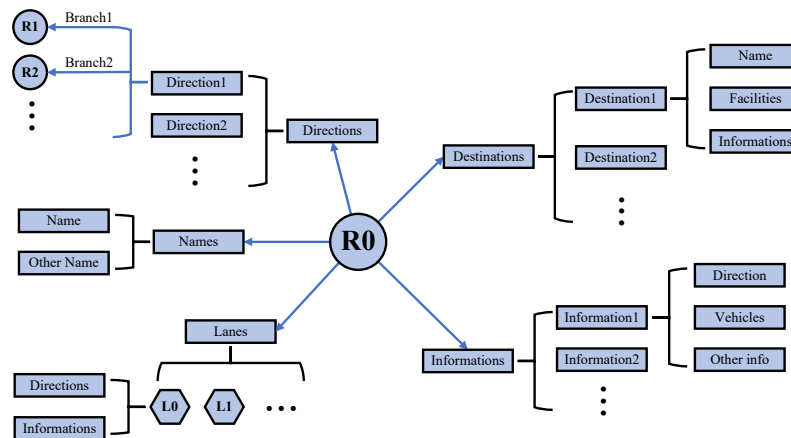 R1
Branch1
R2
Branch2
Direction1
Direction2
Directions
Name
Other Name
Names
R0
Destinations
Destination1
Destination2
Name
Facilities
Informations
Lanes
Directions
Informations
L0
L1
Informations
Information1
Information2
Direction
Vehicles
Other info